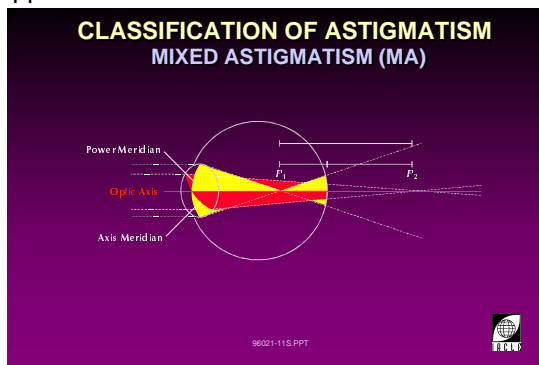 CLASSIFICATION OF ASTIGMATISM
MIXED ASTIGMATISM (MA)
Power Meridian
P1
P2
Optic Axis
Axis Meridian
96021-11S.PPT
IACLE